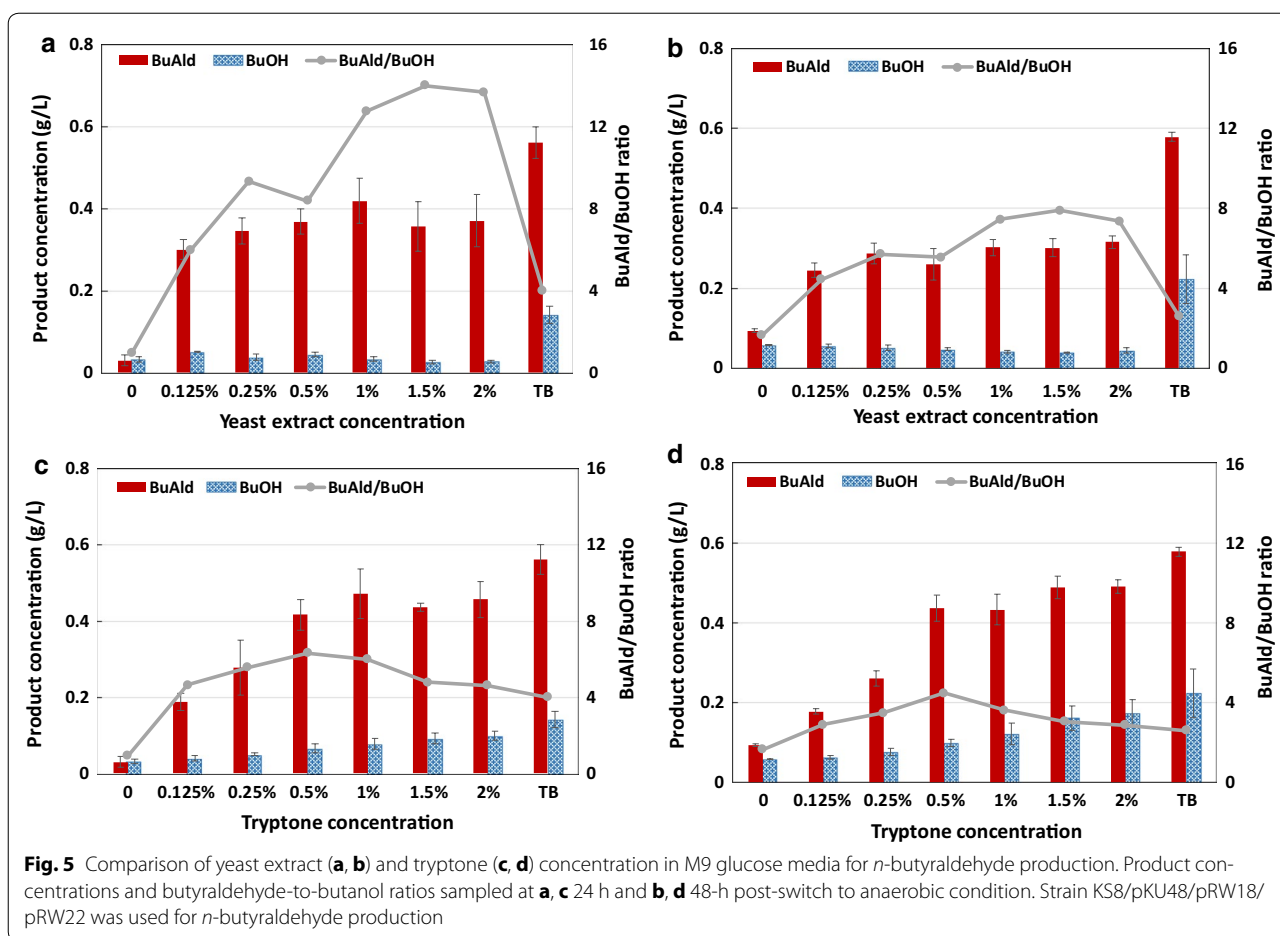 a
BuAld BuOH BuAld/BuOH
Product concentration (g/L)
0.8
0.6
0.4
0.2
0
16
12
8
4
0
BuAld/BuOH ratio
0 0.125% 0.25% 0.5% 1% 1.5% 2% TB
Yeast extract concentration
b
BuAld BuOH BuAld/BuOH
Product concentration (g/L)
0.8
0.6
0.4
0.2
0
16
12
8
4
0
BuAld/BuOH ratio
0 0.125% 0.25% 0.5% 1% 1.5% 2% TB
Yeast extract concentration
c
BuAld BuOH BuAld/BuOH
Product concentration (g/L)
0.8
0.6
0.4
0.2
0
16
12
8
4
0
BuAld/BuOH ratio
0 0.125% 0.25% 0.5% 1% 1.5% 2% TB
Tryptone concentration
d
BuAld BuOH BuAld/BuOH
Product concentration (g/L)
0.8
0.6
0.4
0.2
0
16
12
8
4
0
BuAld/BuOH ratio
0 0.125% 0.25% 0.5% 1% 1.5% 2% TB
Tryptone concentration
Fig. 5 Comparison of yeast extract (a, b) and tryptone (c, d) concentration in M9 glucose media for n-butyraldehyde production. Product con-
centrations and butyraldehyde-to-butanol ratios sampled at a, c 24 h and b, d 48-h post-switch to anaerobic condition. Strain KS8/pKU48/pRW18/
pRW22 was used for n-butyraldehyde production